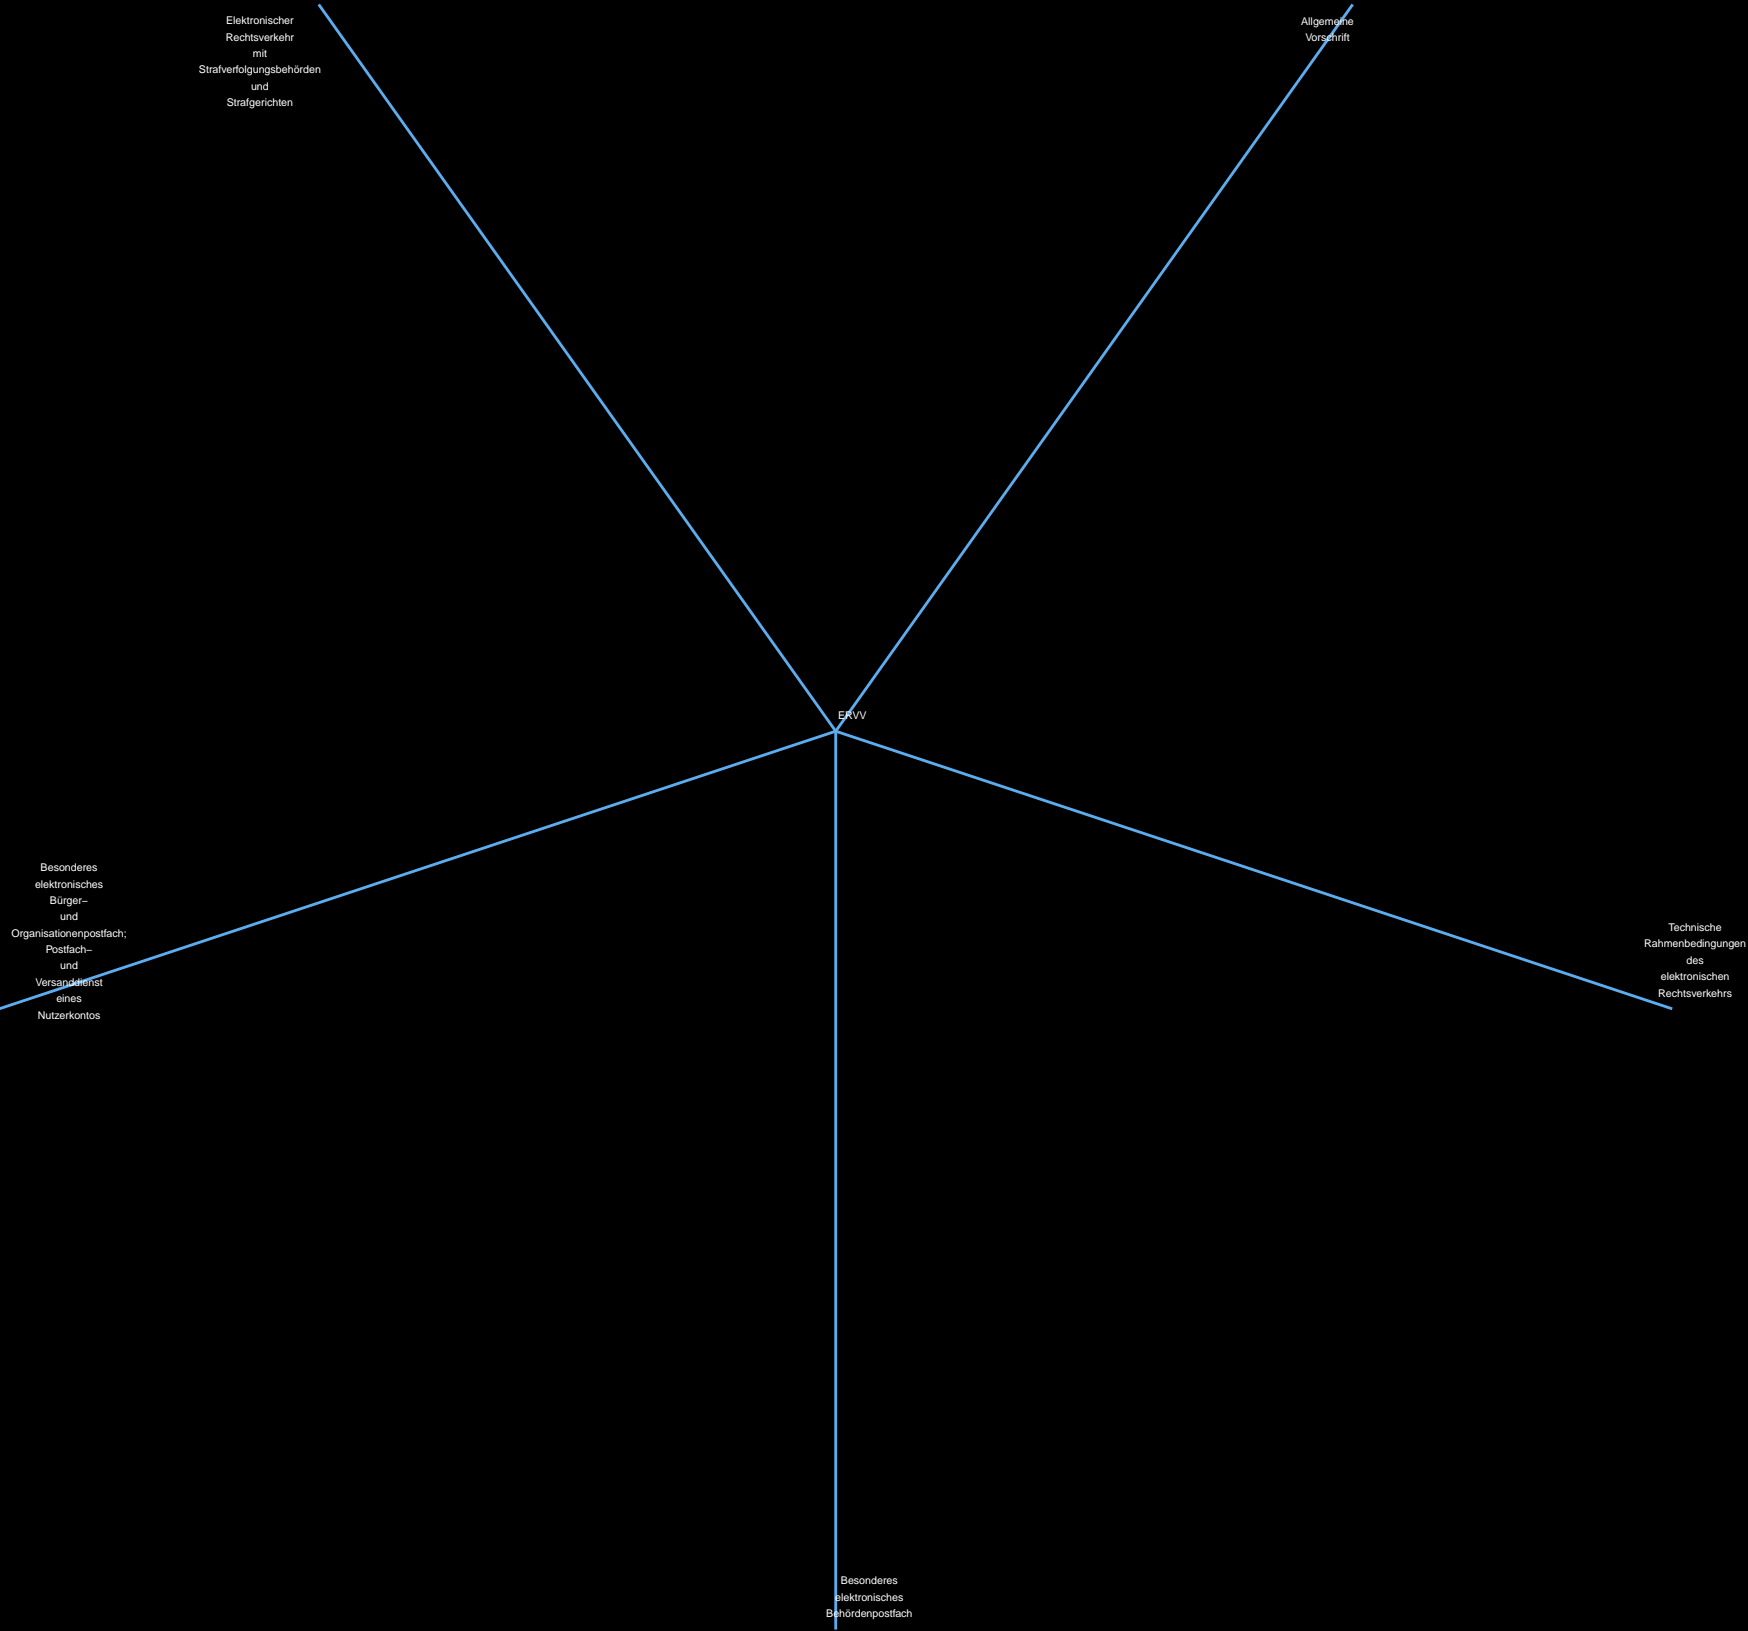 Elektronischer
Rechtsverkehr
mit
Strafverfolgungsbehörden
und
Strafgerichten
Allgemeine
Vorschrift
ERVV
Besonderes
elektronisches
Bürger–
und
Organisationenpostfach;
Postfach–
und
Versanddienst
eines
Nutzerkontos
Technische
Rahmenbedingungen
des
elektronischen
Rechtsverkehrs
Besonderes
elektronisches
Behördenpostfach